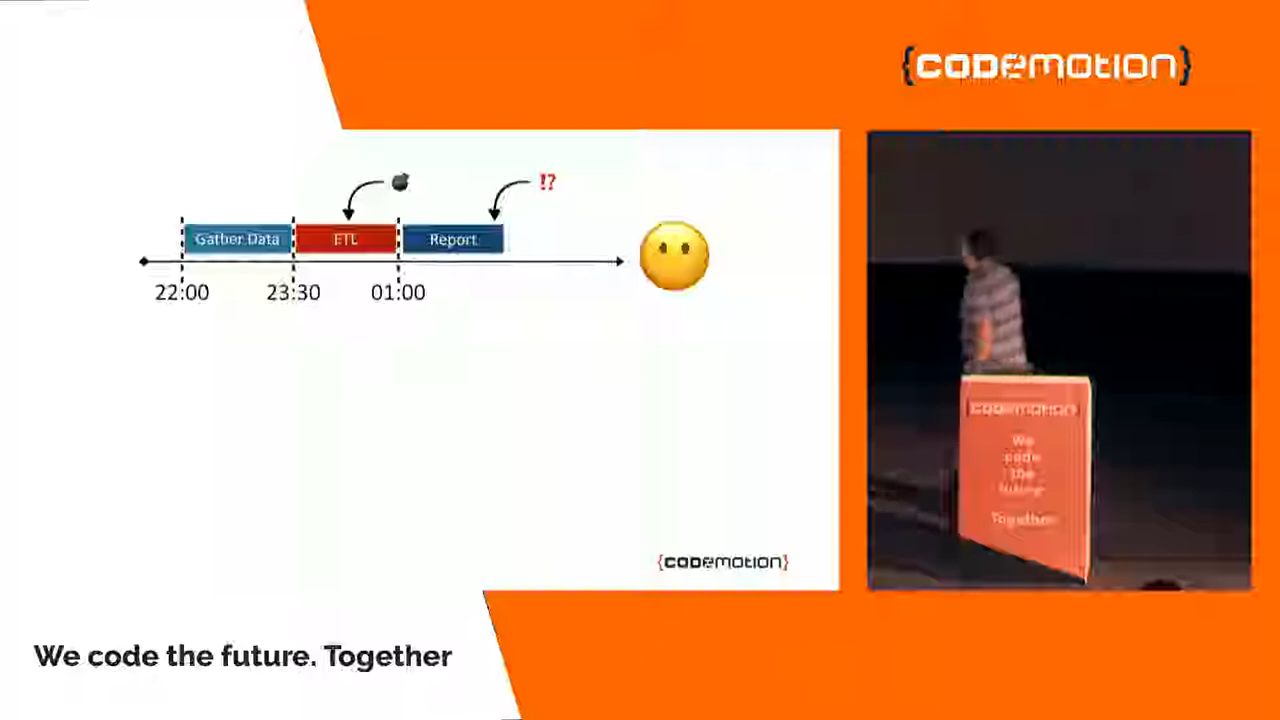 {CODEMOTION}
!?
Gather Data
ETL
Report
22:00
23:30
01:00
CODEMOTION
We
code
the
future
Together
{CODEMOTION}
We code the future. Together